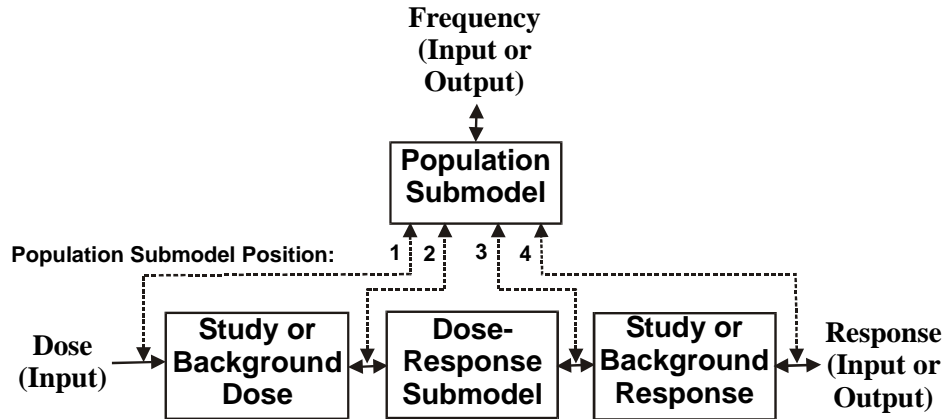 Frequency
(Input or
Output)
Population
Submodel
Population Submodel Position:
1
2
3
4
Dose
(Input)
Study or
Background
Dose
Dose-
Response
Submodel
Study or
Background
Response
Response
(Input or
Output)